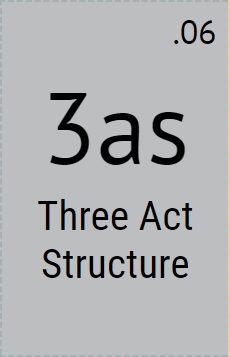 .06
3as
Three Act
Structure